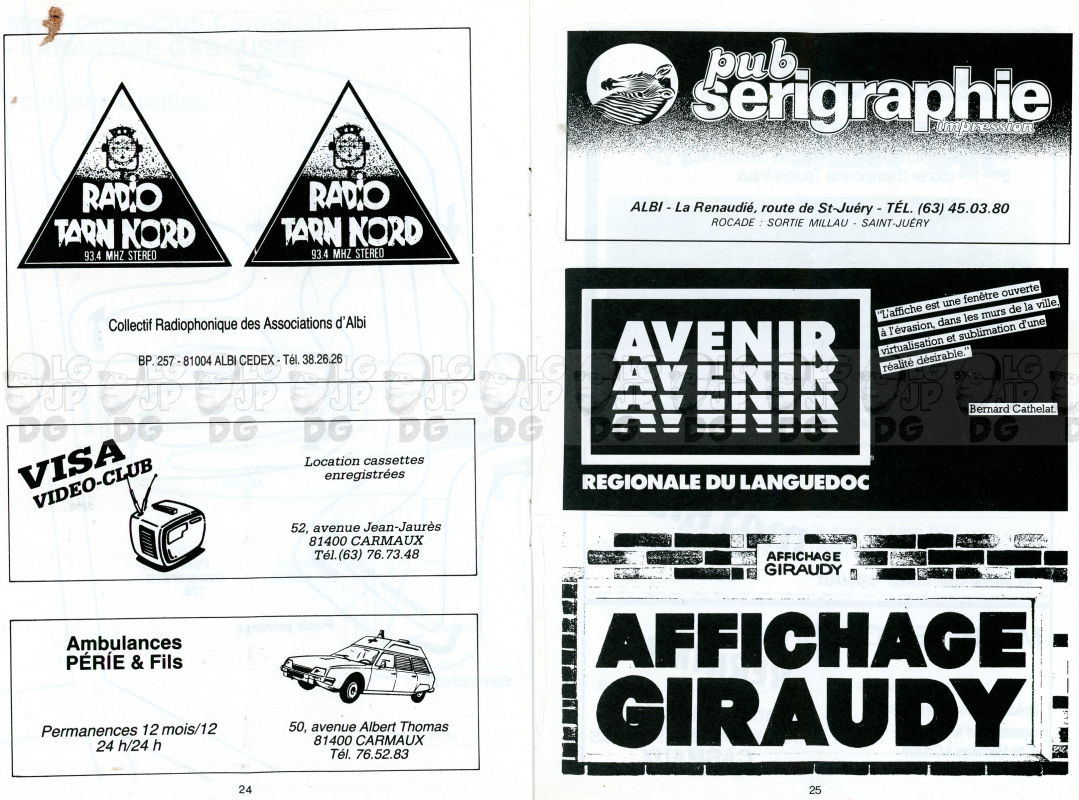 RADIO
TARN NORD
93.4 MHZ STEREO
RADIO
TARN NORD
93.4 MHZ STEREO
Collectif Radiophonique des Associations d'Albi
BP. 257 - 81004 ALBI CEDEX - Tél. 38.26.26
VISA
VIDEO-CLUB
Location cassettes
enregistrées
52, avenue Jean-Jaurès
81400 CARMAUX
Tél.(63) 76.73.48
Ambulances
PÉRIE & Fils
Permanences 12 mois/12
24 h/24 h
50, avenue Albert Thomas
81400 CARMAUX
Tél. 76.52.83
24
pub
serigraphie
impression
ALBI - La Renaudié, route de St-Juéry - TÉL. (63) 45.03.80
ROCADE : SORTIE MILLAU - SAINT-JUÉRY
AVENIR
AVENIR
AVENIR
REGIONALE DU LANGUEDOC
"L'affiche est une fenêtre ouverte
à l'évasion, dans les murs de la ville,
virtualisation et sublimation d'une
réalité désirable."
Bernard Cathelat.
AFFICHAGE
GIRAUDY
AFFICHAGE
GIRAUDY
25